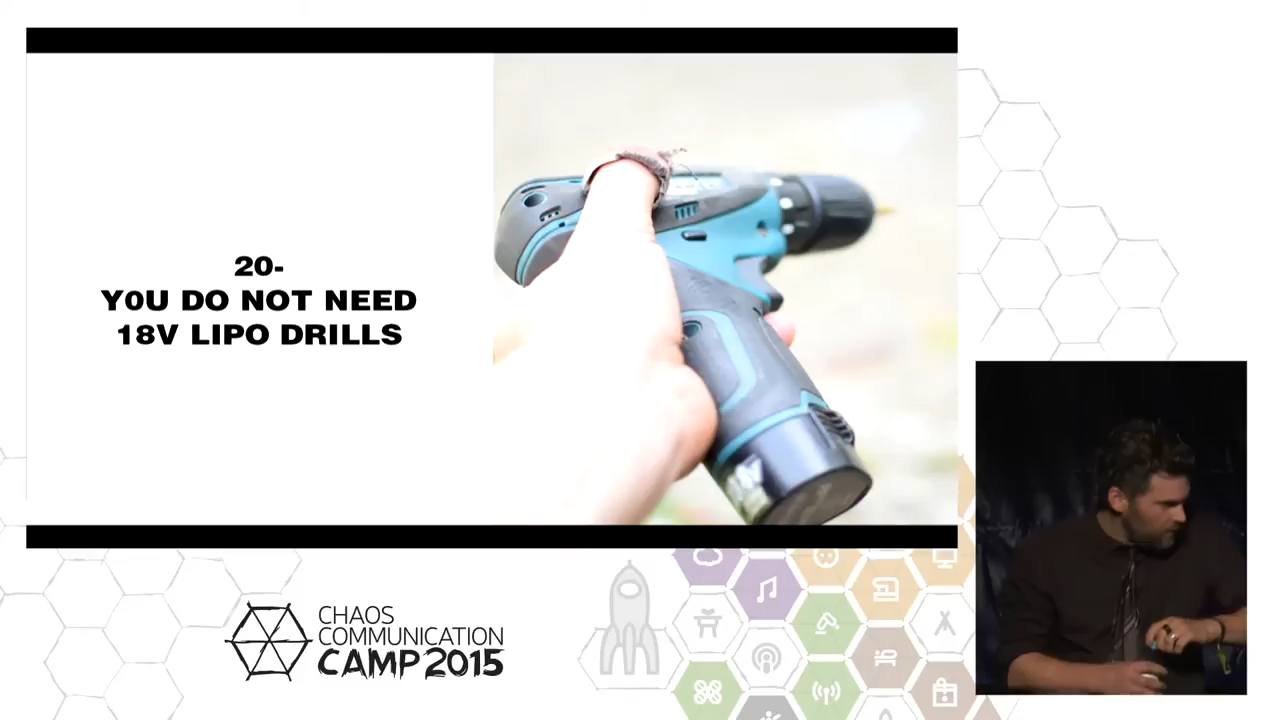 20-
Y0U DO NOT NEED
18V LIPO DRILLS
CHAOS
COMMUNICATION
CAMP 2015